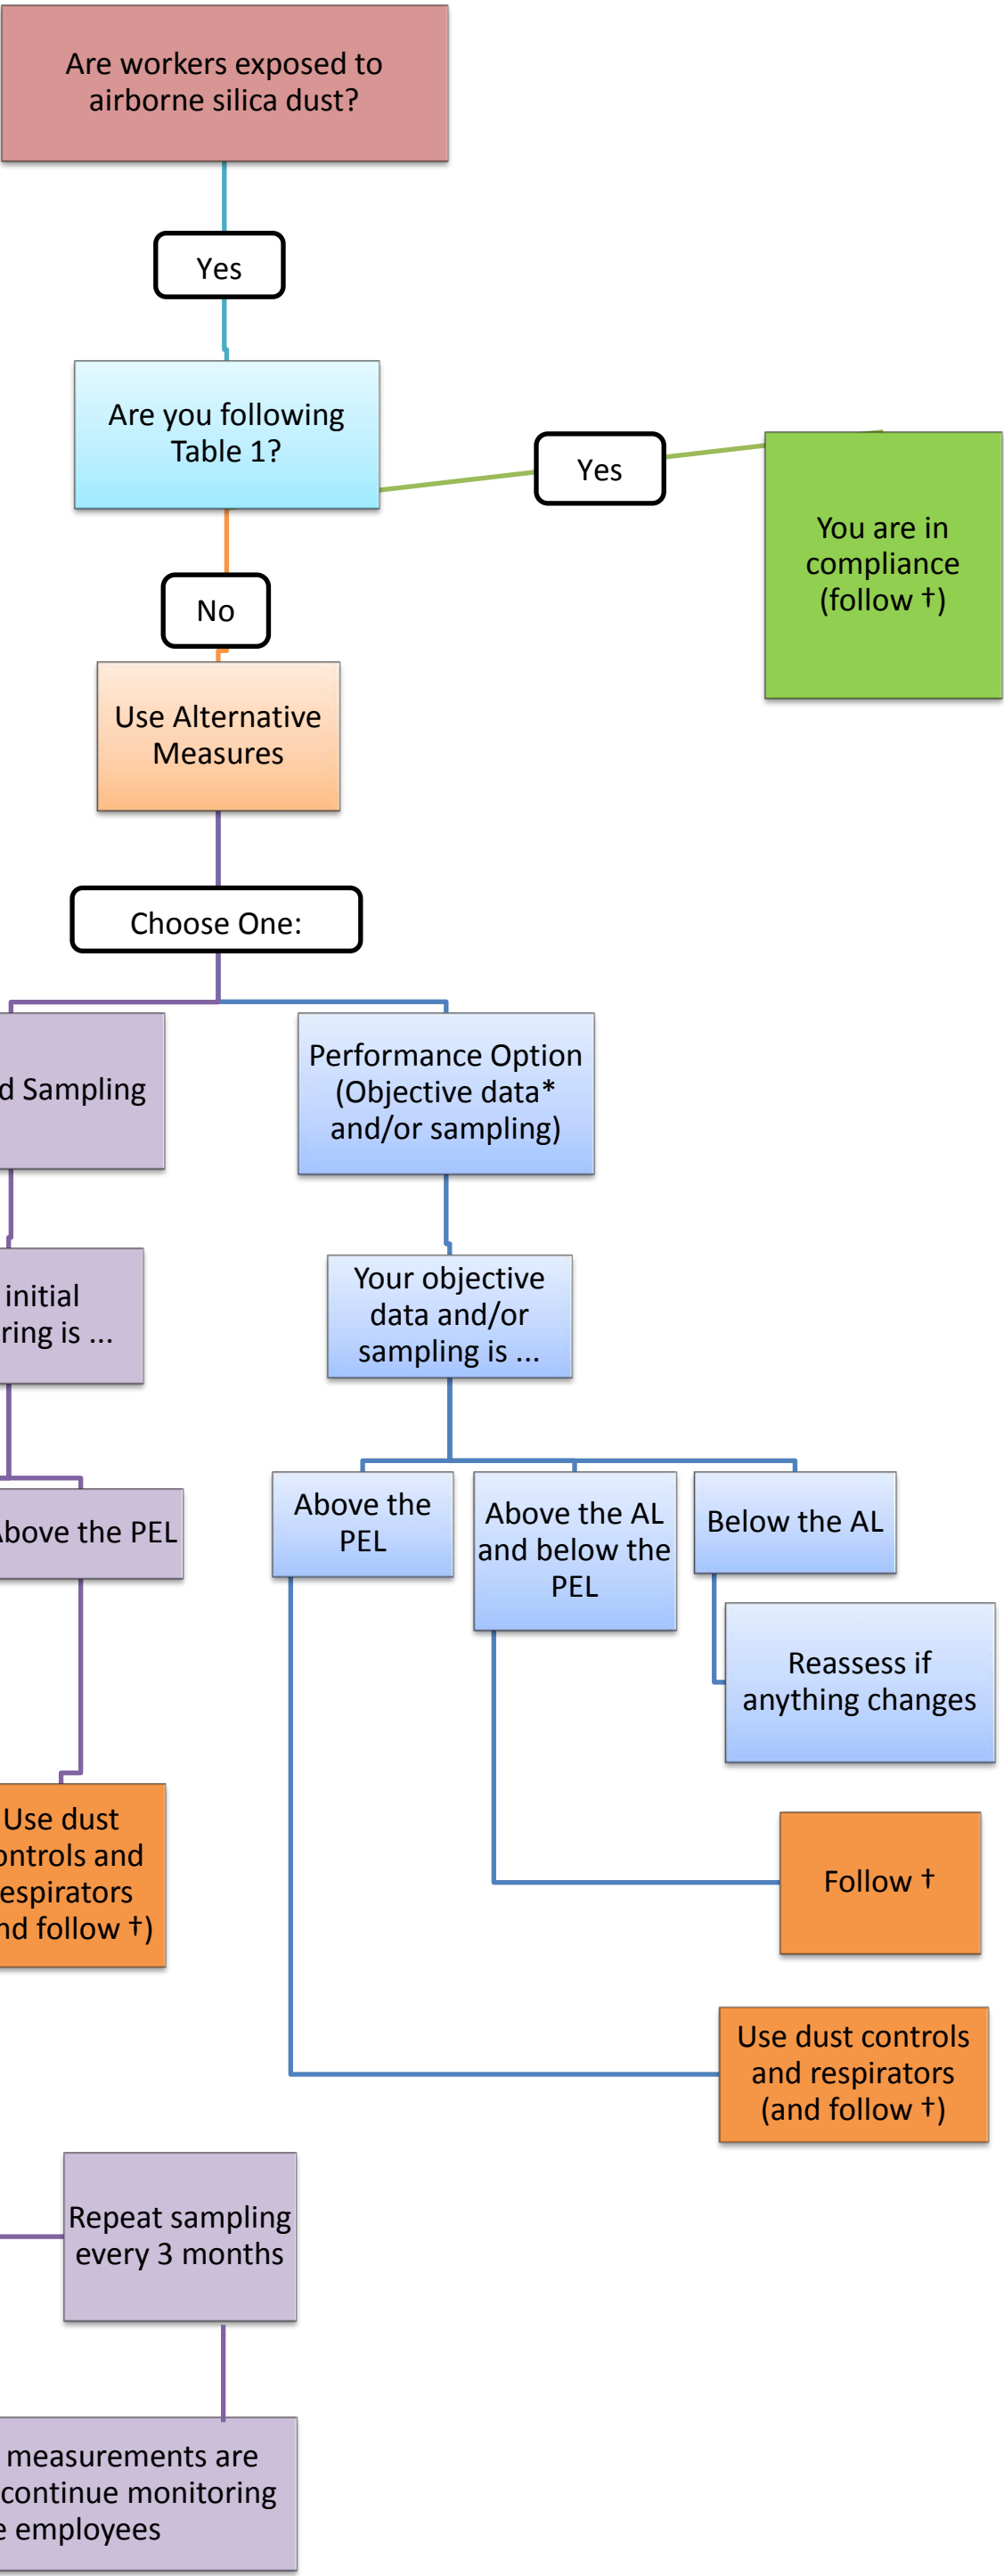 Are workers exposed to
airborne silica dust?
Yes
Are you following
Table 1?
Yes
You are in
compliance
(follow †)
No
Use Alternative
Measures
Choose One:
d Sampling
Performance Option
(Objective data*
and/or sampling)
initial
ring is ...
Your objective
data and/or
sampling is ...
Above the PEL
Above the
PEL
Above the AL
and below the
PEL
Below the AL
Reassess if
anything changes
Use dust
ontrols and
espirators
nd follow †)
Follow †
Use dust controls
and respirators
(and follow †)
Repeat sampling
every 3 months
measurements are
continue monitoring
e employees